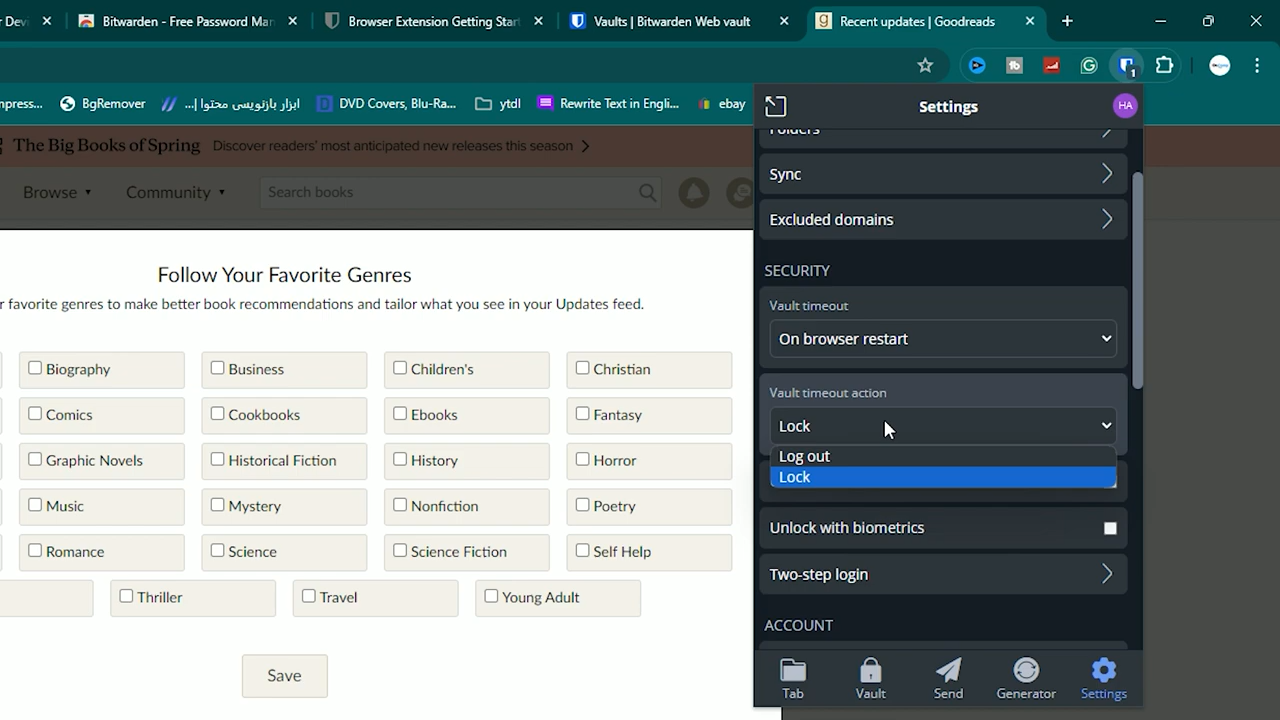 r Devi
Bitwarden - Free Password Man
Browser Extension Getting Star
Vaults | Bitwarden Web vault
Recent updates | Goodreads
npress...
BgRemover
ابزار بازنویسی محتوا |...
DVD Covers, Blu-Ra...
ytdl
Rewrite Text in Engli...
ebay
The Big Books of Spring
Discover readers' most anticipated new releases this season
Browse
Community
Search books
Follow Your Favorite Genres
r favorite genres to make better book recommendations and tailor what you see in your Updates feed.
Biography
Business
Children's
Christian
Comics
Cookbooks
Ebooks
Fantasy
Graphic Novels
Historical Fiction
History
Horror
Music
Mystery
Nonfiction
Poetry
Romance
Science
Science Fiction
Self Help
Thriller
Travel
Young Adult
Save
1
Settings
HA
Folders
Sync
Excluded domains
SECURITY
Vault timeout
On browser restart
Vault timeout action
Lock
Log out
Lock
Unlock with biometrics
Two-step login
ACCOUNT
Tab
Vault
Send
Generator
Settings